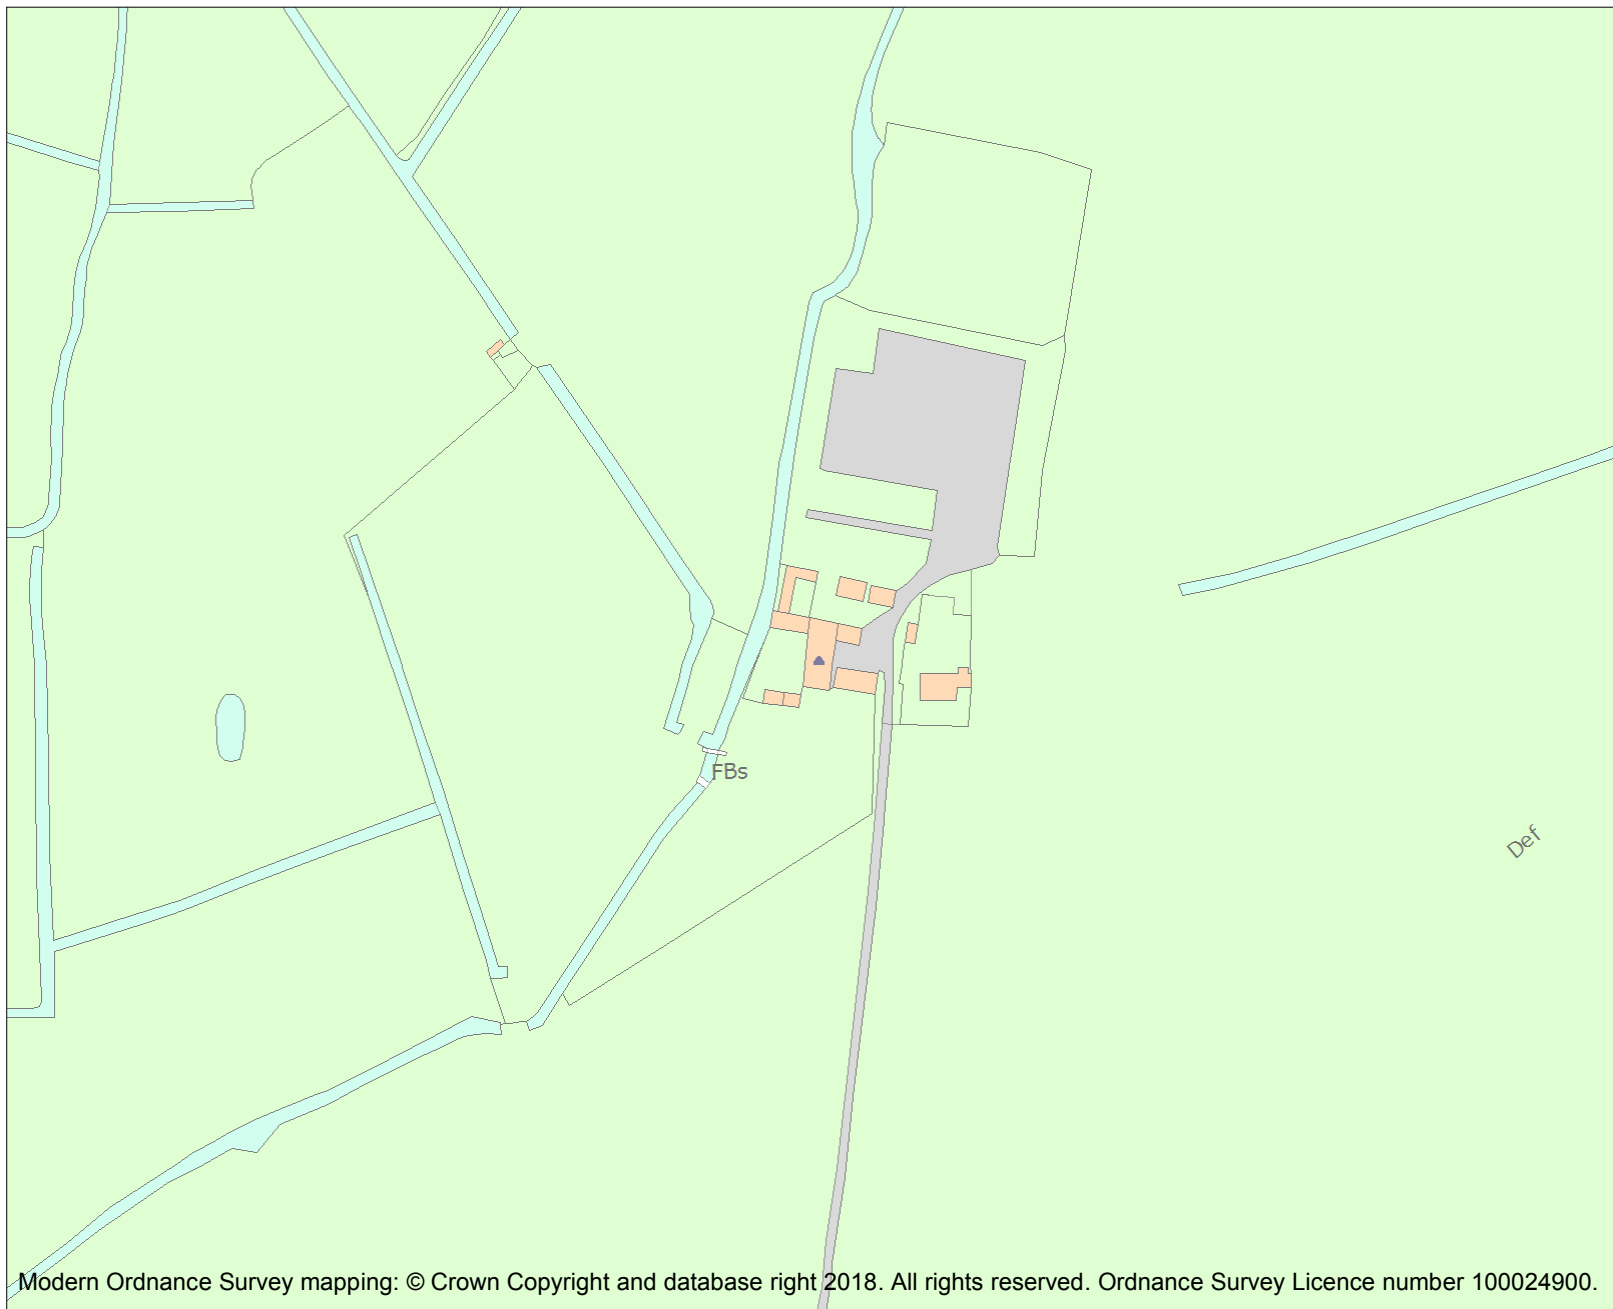 FBs
Def
Modern Ordnance Survey mapping: © Crown Copyright and database right 2018. All rights reserved. Ordnance Survey Licence number 100024900.